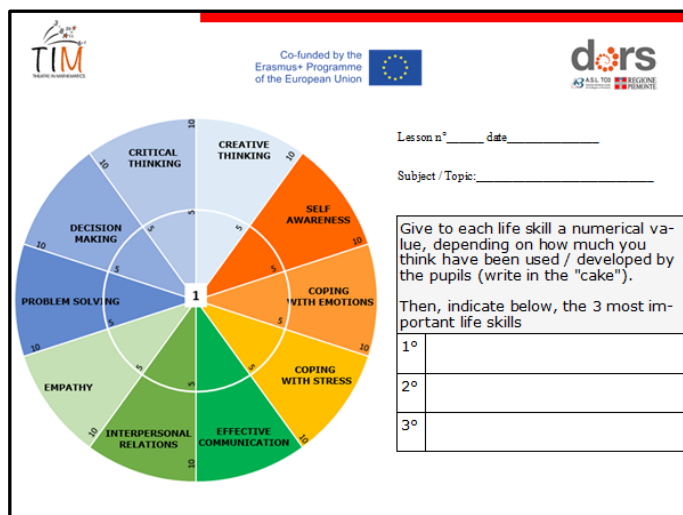 TIM
THEATRE IN MATHEMATICS
Co-funded by the
Erasmus+ Programme
of the European Union
dors
A.S.L. TO3
REGIONE
PIEMONTE
CRITICAL
THINKING
CREATIVE
THINKING
SELF
AWARENESS
COPING
WITH EMOTIONS
COPING
WITH STRESS
EFFECTIVE
COMMUNICATION
INTERPERSONAL
RELATIONS
EMPATHY
PROBLEM SOLVING
DECISION
MAKING
1
5
5
5
5
5
5
5
5
5
5
10
10
10
10
10
10
10
10
10
10
Lesson n°______ date_______________
Subject / Topic:_____________________________
Give to each life skill a numerical va-
lue, depending on how much you
think have been used / developed by
the pupils (write in the "cake").
Then, indicate below, the 3 most im-
portant life skills
1°
2°
3°